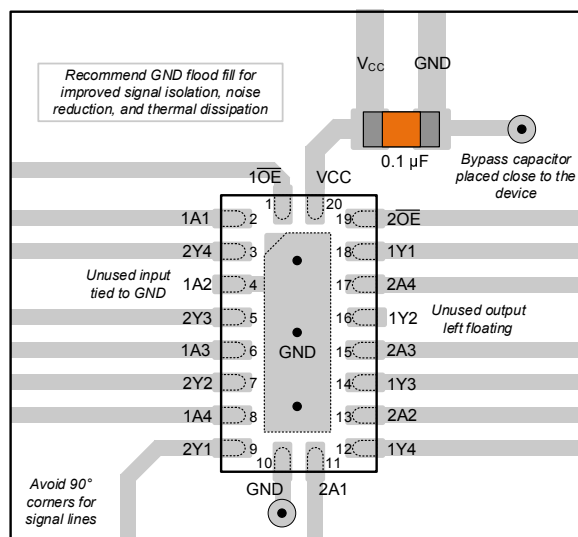 V̲CC GND
Recommend GND flood fill for
improved signal isolation, noise
reduction, and thermal dissipation
0.1 µF
Bypass capacitor
placed close to the
device
1O̅E̅ VCC
1 20
1A1 2 19 2O̅E̅
2Y4 3 18 1Y1
Unused input
tied to GND
1A2 4 17 2A4
2Y3 5 16 1Y2
Unused output
left floating
1A3 6 GND 15 2A3
2Y2 7 14 1Y3
1A4 8 13 2A2
2Y1 9 12 1Y4
10 11
GND 2A1
Avoid 90°
corners for
signal lines